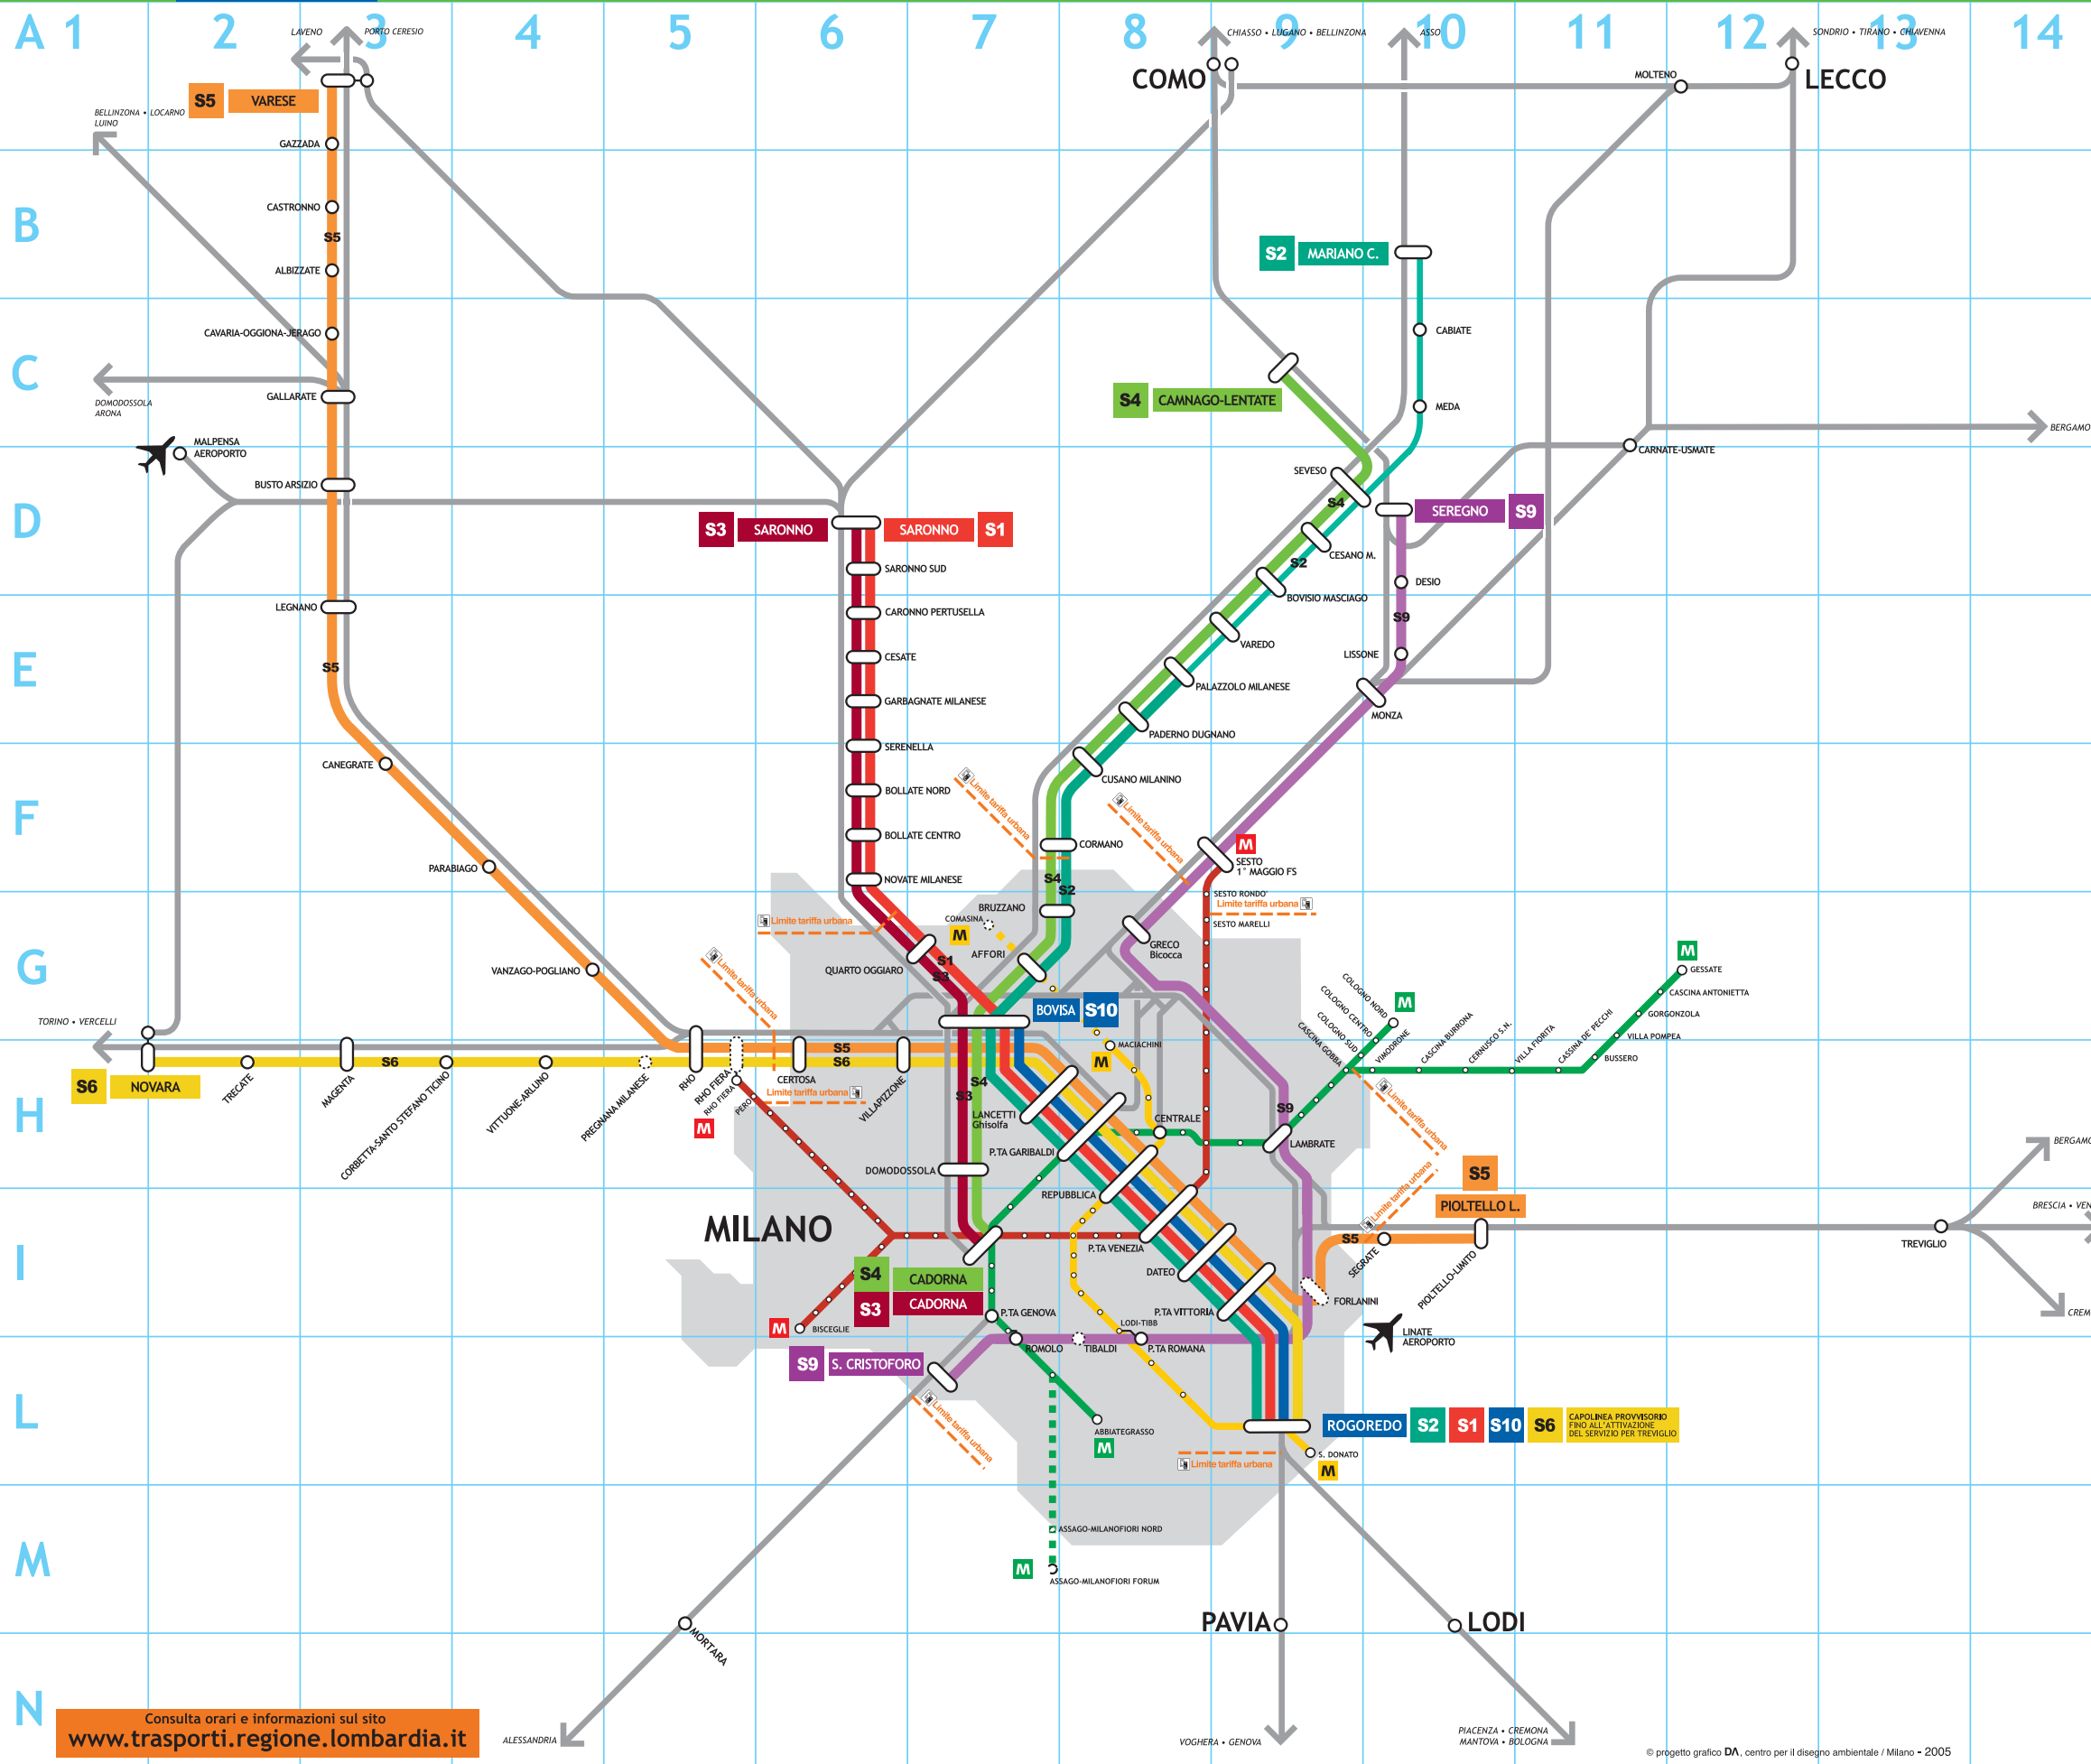 A 1 2 3 4 5 6 7 8 9 10 11 12 13 14
LAVENO
PORTO CERESIO
CHIASSO • LUGANO • BELLINZONA
ASSO
SONDRIO • TIRANO • CHIAVENNA
COMO
MOLTENO
LECCO
S5 VARESE
BELLINZONA • LOCARNO
LUINO
GAZZADA
B
CASTRONNO
S5
ALBIZZATE
S2 MARIANO C.
C
CAVARIA-OGGIONA-JERAGO
CABIATE
DOMODOSSOLA
ARONA
GALLARATE
S4 CAMNAGO-LENTATE
MEDA
BERGAMO
MALPENSA
AEROPORTO
CARNATE-USMATE
D
BUSTO ARSIZIO
SEVESO
S4
S3 SARONNO
SARONNO S1
SEREGNO S9
CESANO M.
S2
SARONNO SUD
DESIO
BOVISIO MASCIAGO
LEGNANO
CARONNO PERTUSELLA
S9
E
S5
CESATE
VAREDO
LISSONE
GARBAGNATE MILANESE
PALAZZOLO MILANESE
MONZA
SERENELLA
PADERNO DUGNANO
F
CANEGRATE
CUSANO MILANINO
BOLLATE NORD
Limite tariffa urbana
Limite tariffa urbana
BOLLATE CENTRO
CORMANO
M
SESTO
1° MAGGIO FS
PARABIAGO
NOVATE MILANESE
S4
S2
SESTO RONDO'
Limite tariffa urbana
SESTO MARELLI
G
Limite tariffa urbana
BRUZZANO
COMASINA
M
AFFORI
GRECO
Bicocca
VANZAGO-POGLIANO
Limite tariffa urbana
QUARTO OGGIARO
S1
S3
M
GESSATE
CASCINA ANTONIETTA
GORGONZOLA
VILLA POMPEA
BUSSERO
CASSINA DE' PECCHI
VILLA FIORITA
CERNUSCO S.N.
CASCINA BURRONA
VIMODRONE
M
COLOGNO NORD
COLOGNO CENTRO
COLOGNO SUD
CASCINA GOBBA
BOVISA S10
TORINO • VERCELLI
MACIACHINI
M
H
S6 NOVARA
TRECATE
MAGENTA
S6
CORBETTA-SANTO STEFANO TICINO
VITTUONE-ARLUNO
PREGNANA MILANESE
RHO
RHO FIERA
RHO FIERA
M
PERO
CERTOSA
S5
S6
VILLAPIZZONE
Limite tariffa urbana
S4
S3
LANCETTI
Ghisolfa
CENTRALE
S9
LAMBRATE
Limite tariffa urbana
P.TA GARIBALDI
DOMODOSSOLA
REPUBBLICA
Limite tariffa urbana
S5
PIOLTELLO L.
BERGAMO
BRESCIA • VEN
I
MILANO
P.TA VENEZIA
S5
SEGRATE
PIOLTELLO-LIMITO
TREVIGLIO
CREM
DATEO
S4 CADORNA
S3 CADORNA
P.TA GENOVA
P.TA VITTORIA
FORLANINI
M
BISCEGLIE
LODI-TIBB
LINATE
AEROPORTO
ROMOLO
TIBALDI
P.TA ROMANA
S9 S. CRISTOFORO
L
Limite tariffa urbana
ABBIATEGRASSO
M
ROGOREDO S2 S1 S10 S6
CAPOLINEA PROVVISORIO
FINO ALL'ATTIVAZIONE
DEL SERVIZIO PER TREVIGLIO
Limite tariffa urbana
S. DONATO
M
M
ASSAGO-MILANOFIORI NORD
M
ASSAGO-MILANOFIORI FORUM
MORTARA
PAVIA
LODI
N
Consulta orari e informazioni sul sito
www.trasporti.regione.lombardia.it
ALESSANDRIA
VOGHERA • GENOVA
PIACENZA • CREMONA
MANTOVA • BOLOGNA
© progetto grafico DA, centro per il disegno ambientale / Milano - 2005